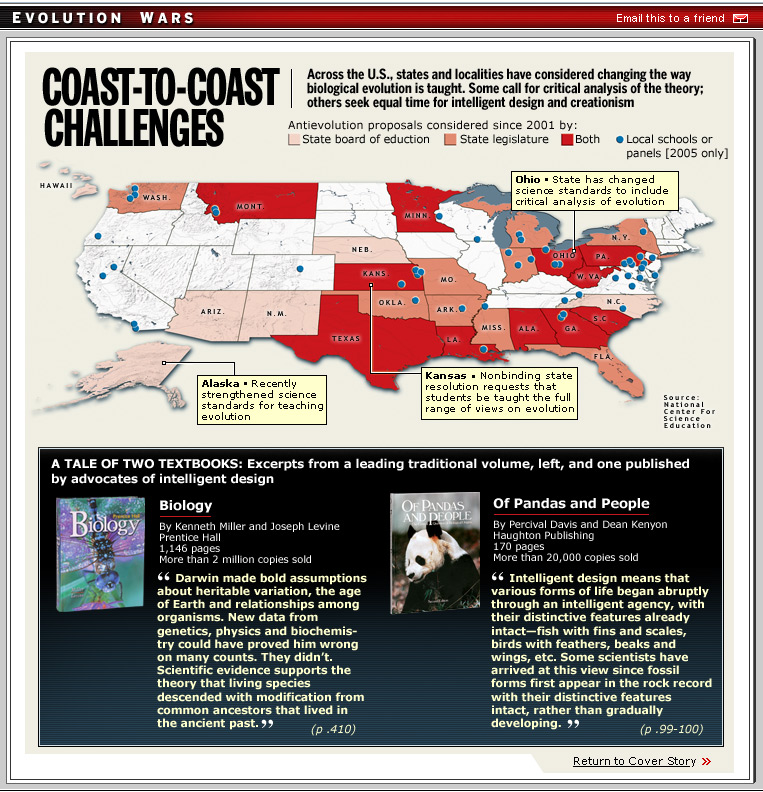 EVOLUTION WARS
Email this to a friend
COAST-TO-COAST
CHALLENGES
Across the U.S., states and localities have considered changing the way
biological evolution is taught. Some call for critical analysis of the theory;
others seek equal time for intelligent design and creationism
Antievolution proposals considered since 2001 by:
State board of eduction
State legislature
Both
Local schools or
panels [2005 only]
HAWAII
WASH.
MONT.
MINN.
Ohio • State has changed
science standards to include
critical analysis of evolution
N.Y.
NEB.
OHIO
PA.
W.VA.
KANS.
MO.
ARIZ.
N.M.
OKLA.
ARK.
N.C.
S.C.
TEXAS
LA.
MISS.
ALA.
GA.
FLA.
Alaska • Recently
strengthened science
standards for teaching
evolution
Kansas • Nonbinding state
resolution requests that
students be taught the full
range of views on evolution
Source:
National
Center For
Science
Education
A TALE OF TWO TEXTBOOKS: Excerpts from a leading traditional volume, left, and one published
by advocates of intelligent design
Prentice Hall
Biology
Biology
By Kenneth Miller and Joseph Levine
Prentice Hall
1,146 pages
More than 2 million copies sold
“ Darwin made bold assumptions
about heritable variation, the age
of Earth and relationships among
organisms. New data from
genetics, physics and biochemis-
try could have proved him wrong
on many counts. They didn't.
Scientific evidence supports the
theory that living species
descended with modification from
common ancestors that lived in
the ancient past. ”
(p .410)
OF PANDAS
AND PEOPLE
Of Pandas and People
By Percival Davis and Dean Kenyon
Haughton Publishing
170 pages
More than 20,000 copies sold
“ Intelligent design means that
various forms of life began abruptly
through an intelligent agency, with
their distinctive features already
intact—fish with fins and scales,
birds with feathers, beaks and
wings, etc. Some scientists have
arrived at this view since fossil
forms first appear in the rock record
with their distinctive features
intact, rather than gradually
developing. ”
(p .99-100)
Return to Cover Story »